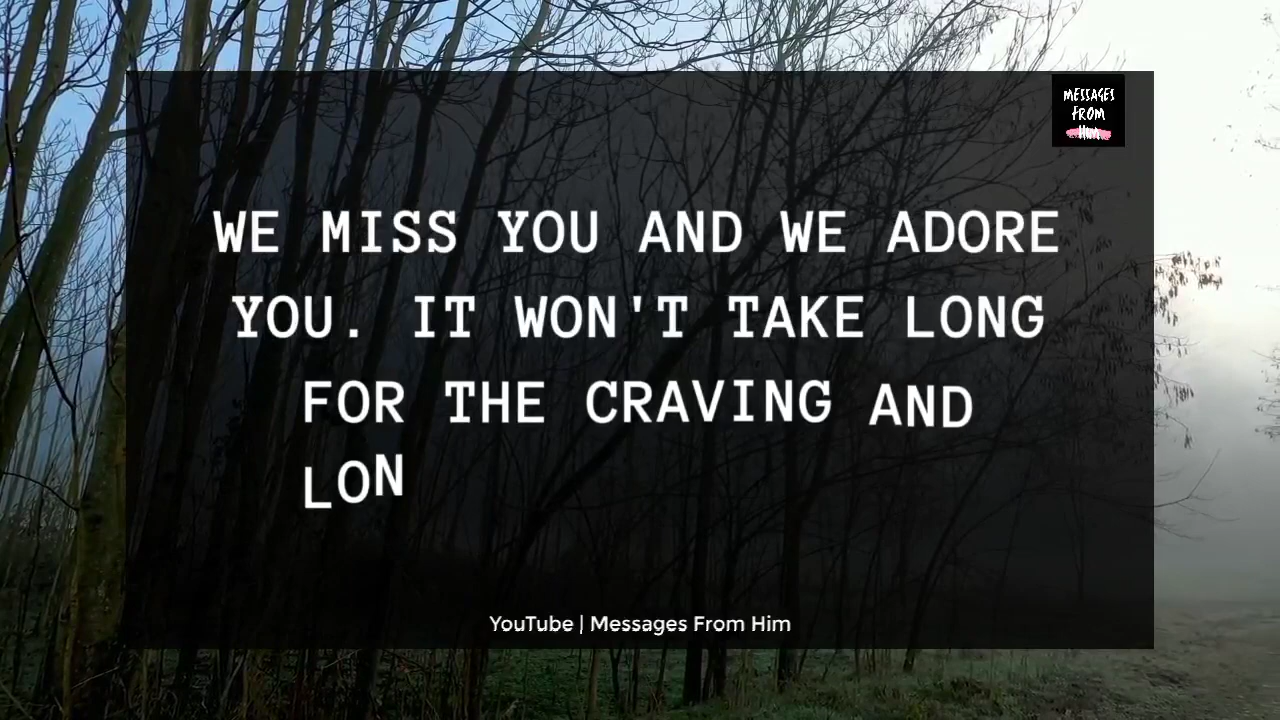 MESSAGES
FROM
Him
WE MISS YOU AND WE ADORE
YOU. IT WON'T TAKE LONG
FOR THE CRAVING AND
LON
YouTube | Messages From Him